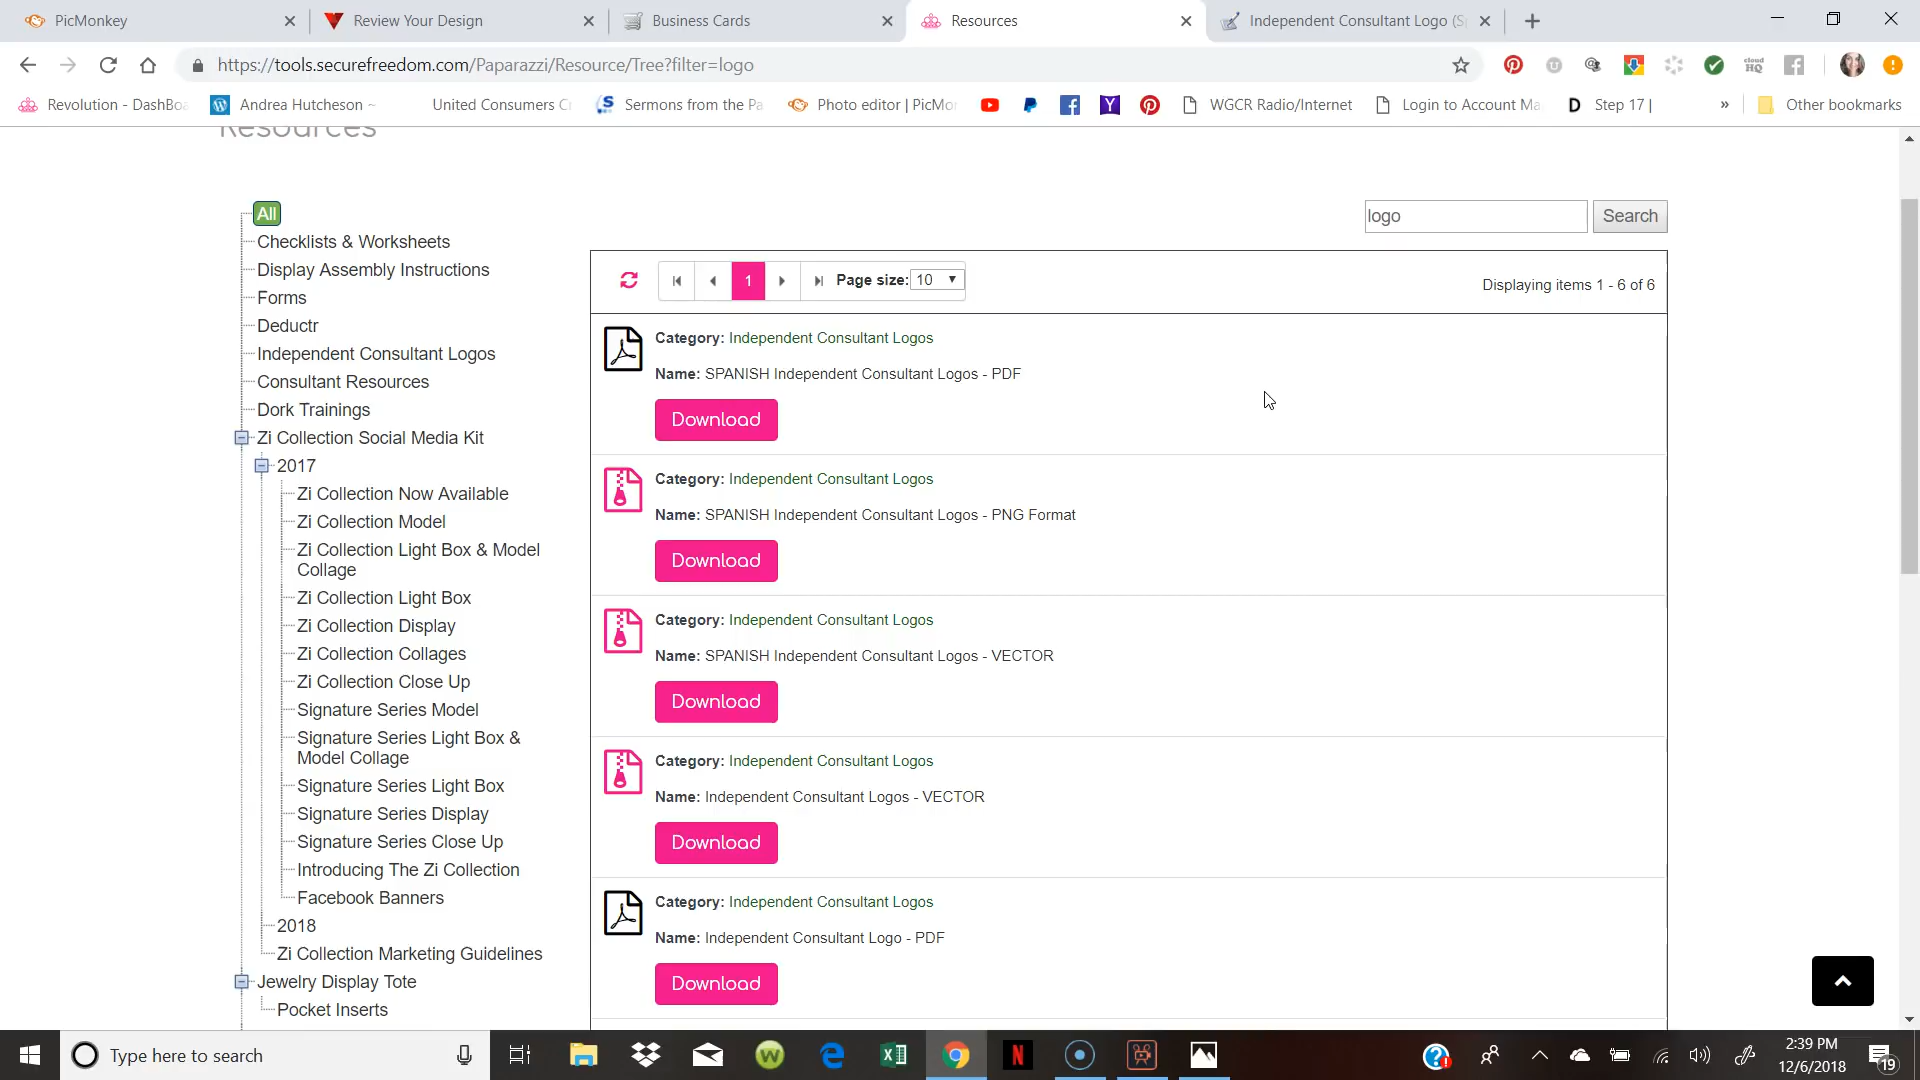 PicMonkey
Review Your Design
Business Cards
Resources
Independent Consultant Logo (S
https://tools.securefreedom.com/Paparazzi/Resource/Tree?filter=logo
Revolution - DashBo
Andrea Hutcheson ~
United Consumers C
Sermons from the Pa
Photo editor | PicMo
WGCR Radio/Internet
Login to Account Ma
Step 17 |
»
Other bookmarks
Resources
All
Checklists & Worksheets
Display Assembly Instructions
Forms
Deductr
Independent Consultant Logos
Consultant Resources
Dork Trainings
Zi Collection Social Media Kit
2017
Zi Collection Now Available
Zi Collection Model
Zi Collection Light Box & Model
Collage
Zi Collection Light Box
Zi Collection Display
Zi Collection Collages
Zi Collection Close Up
Signature Series Model
Signature Series Light Box &
Model Collage
Signature Series Light Box
Signature Series Display
Signature Series Close Up
Introducing The Zi Collection
Facebook Banners
2018
Zi Collection Marketing Guidelines
Jewelry Display Tote
Pocket Inserts
logo
Search
1
Page size: 10
Displaying items 1 - 6 of 6
Category: Independent Consultant Logos
Name: SPANISH Independent Consultant Logos - PDF
Download
Category: Independent Consultant Logos
Name: SPANISH Independent Consultant Logos - PNG Format
Download
Category: Independent Consultant Logos
Name: SPANISH Independent Consultant Logos - VECTOR
Download
Category: Independent Consultant Logos
Name: Independent Consultant Logos - VECTOR
Download
Category: Independent Consultant Logos
Name: Independent Consultant Logo - PDF
Download
Type here to search
2:39 PM
12/6/2018
19